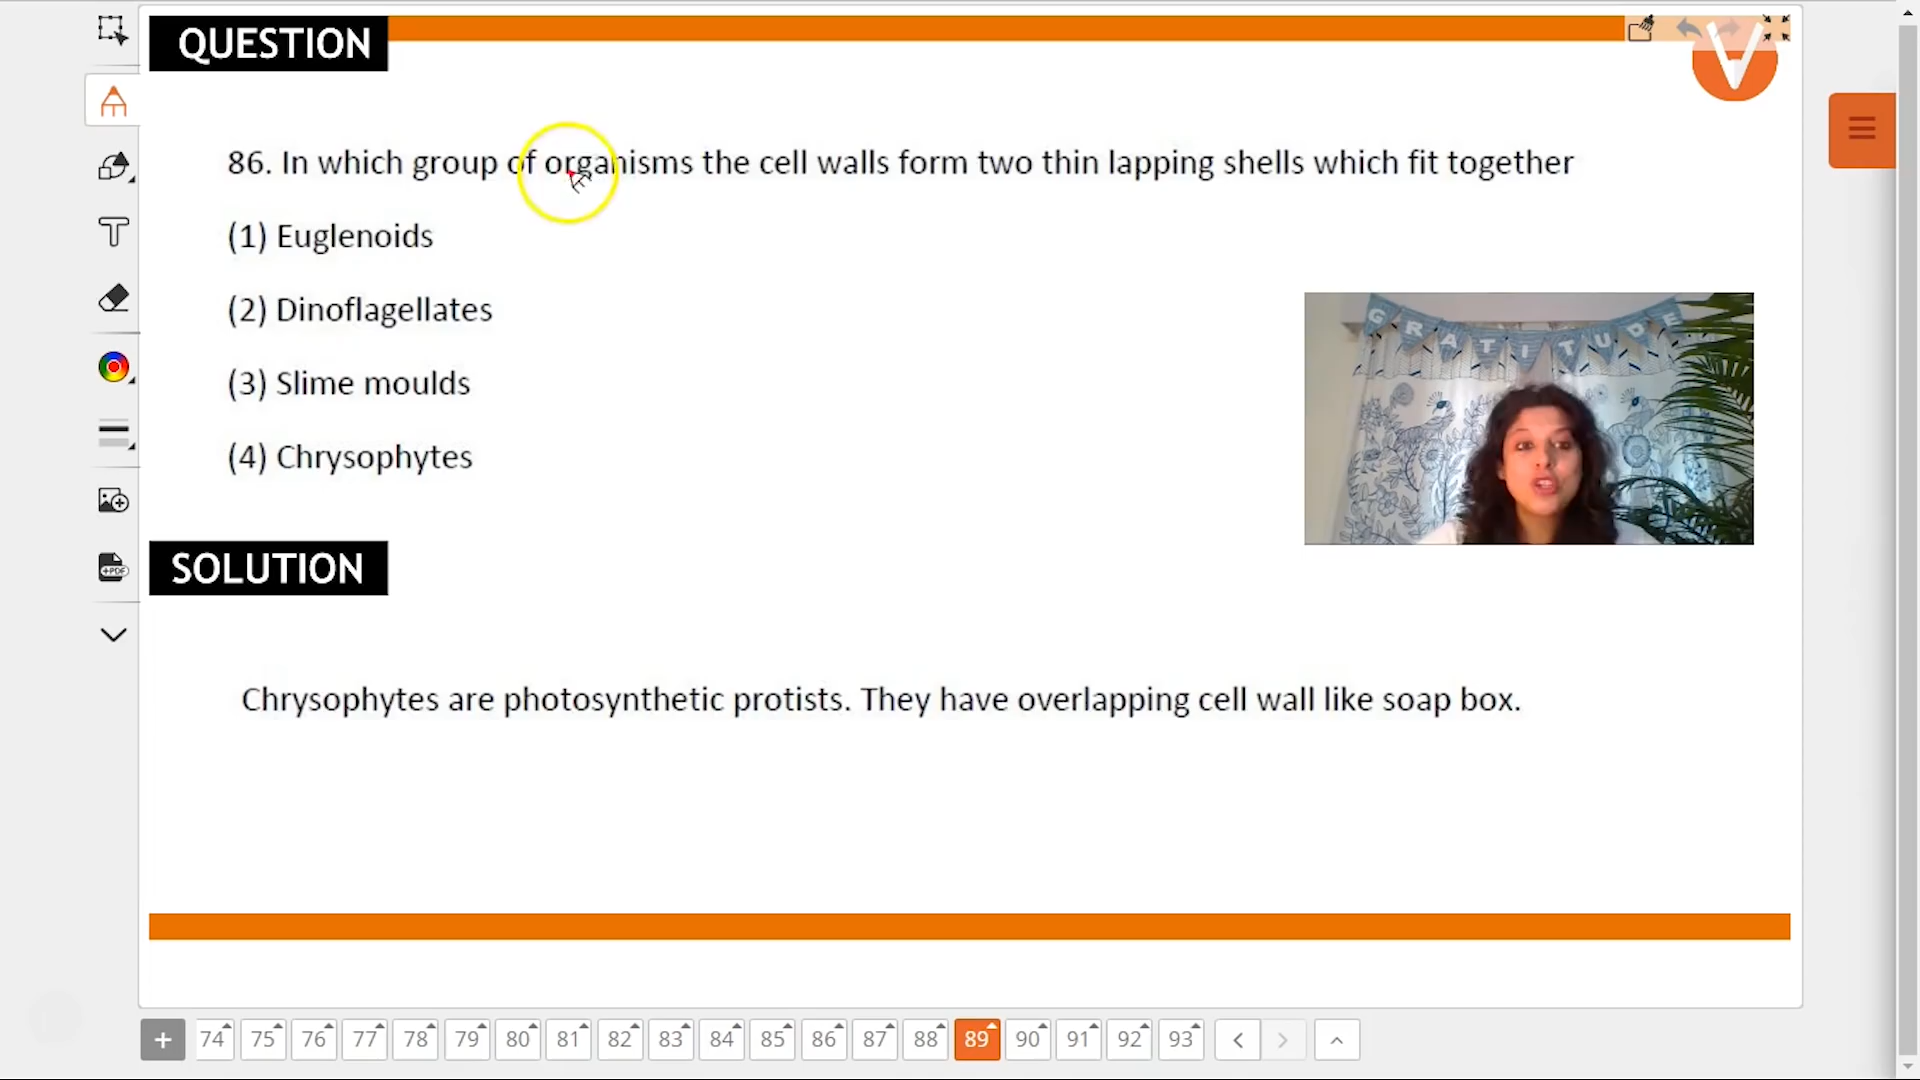 QUESTION
86. In which group of organisms the cell walls form two thin lapping shells which fit together
(1) Euglenoids
(2) Dinoflagellates
(3) Slime moulds
(4) Chrysophytes
GRATITUDE
SOLUTION
Chrysophytes are photosynthetic protists. They have overlapping cell wall like soap box.
+PDF
+ 74 75 76 77 78 79 80 81 82 83 84 85 86 87 88 89 90 91 92 93